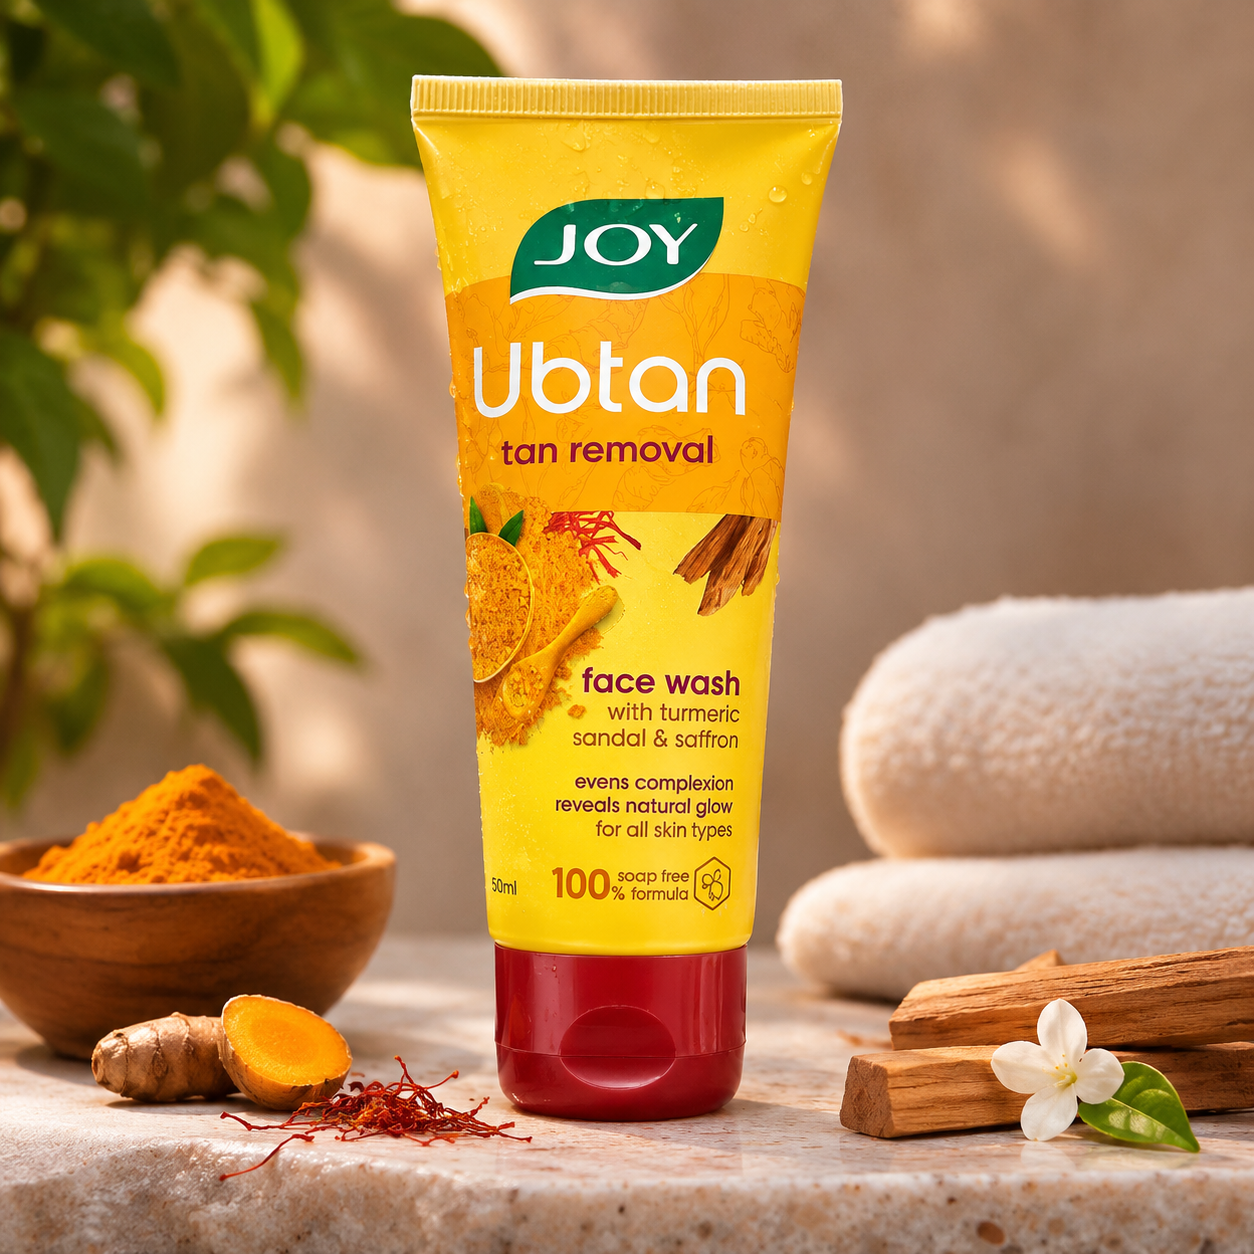 JOY
Ubtan
tan removal
face wash
with turmeric
sandal & saffron
evens complexion
reveals natural glow
for all skin types
50ml
100% soap free
formula